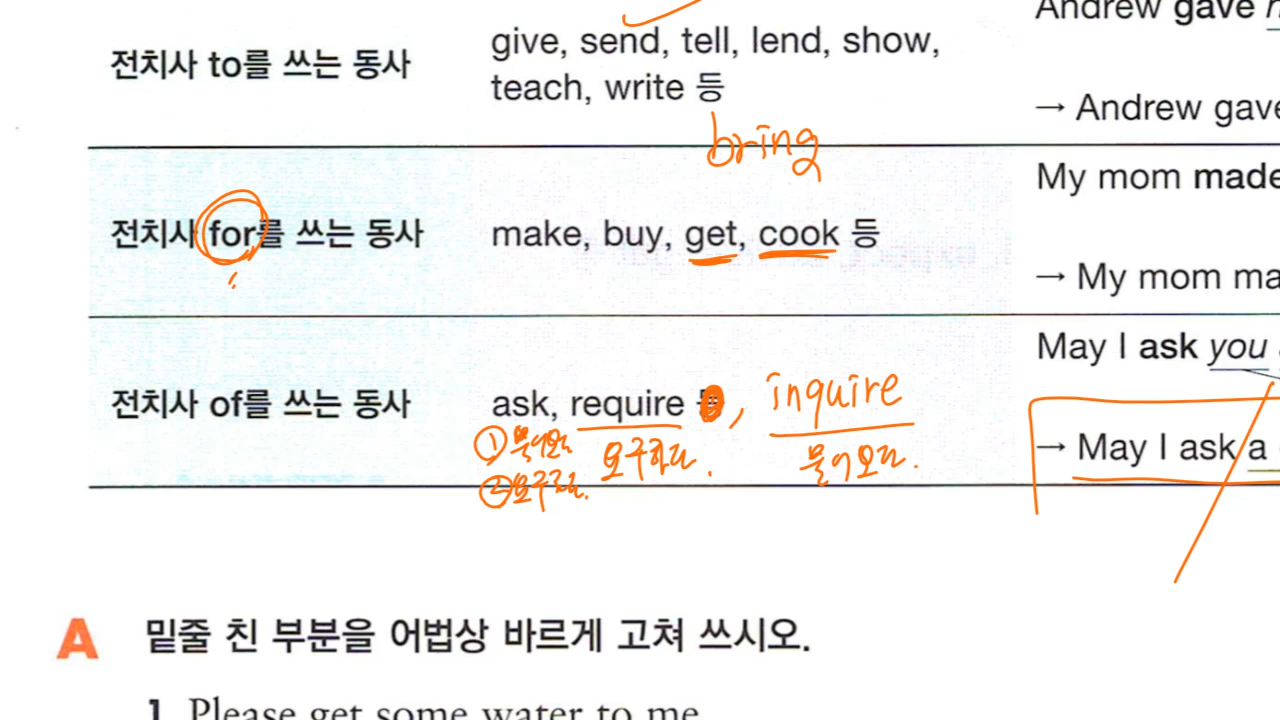 Andrew gave
전치사 to를 쓰는 동사
give, send, tell, lend, show,
teach, write 등
→ Andrew gave
bring
My mom made
전치사 for를 쓰는 동사
make, buy, get, cook 등
→ My mom ma
May I ask you
전치사 of를 쓰는 동사
ask, require , inquire
① 물어보다 요구하다. 물어보다.
② 요구하다.
→ May I ask a
A 밑줄 친 부분을 어법상 바르게 고쳐 쓰시오.
1 Please get some water to me